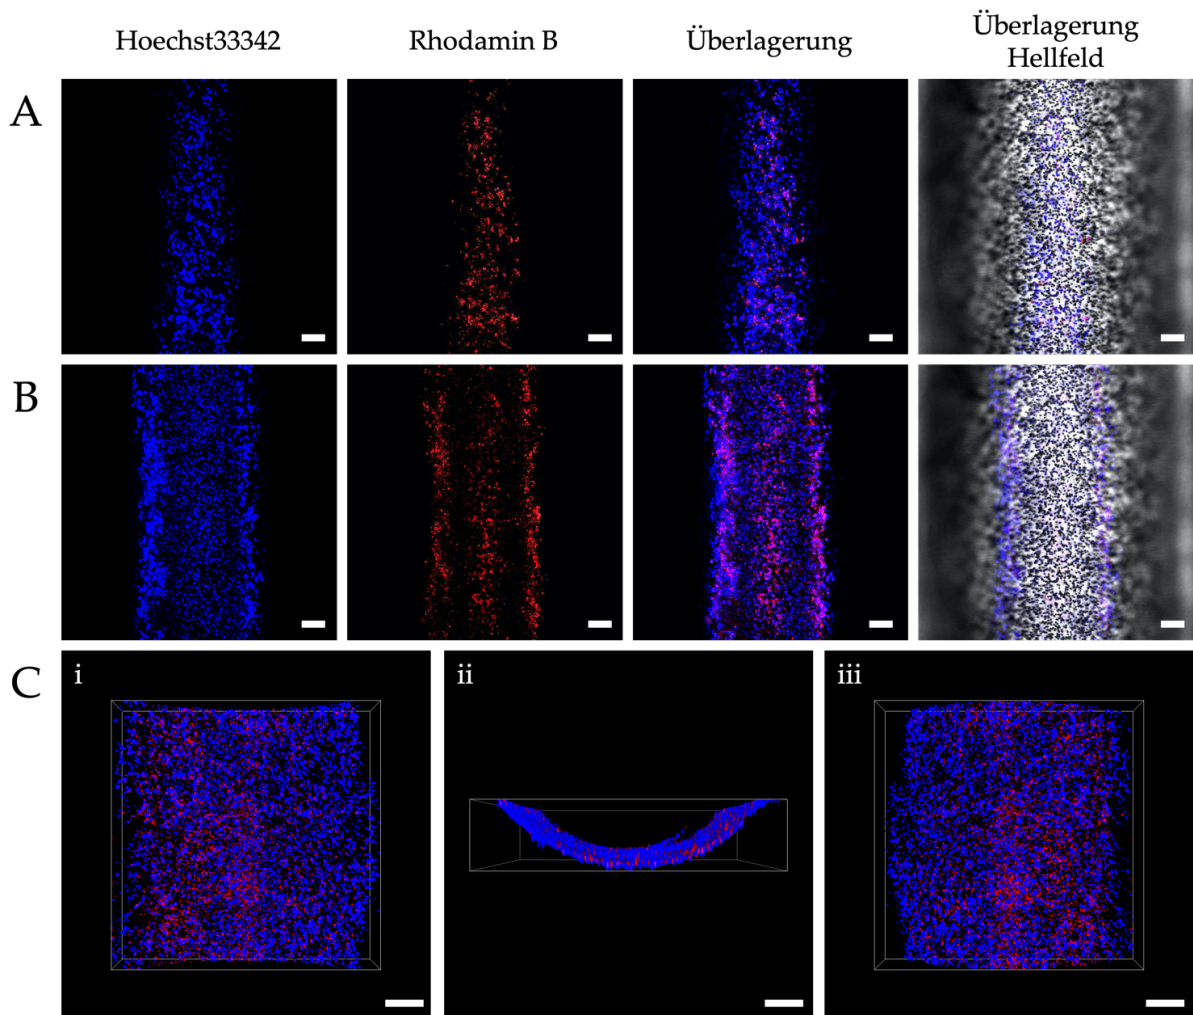 Hoechst33342
Rhodamin B
Überlagerung
Überlagerung
Hellfeld
A
B
C
i
ii
iii